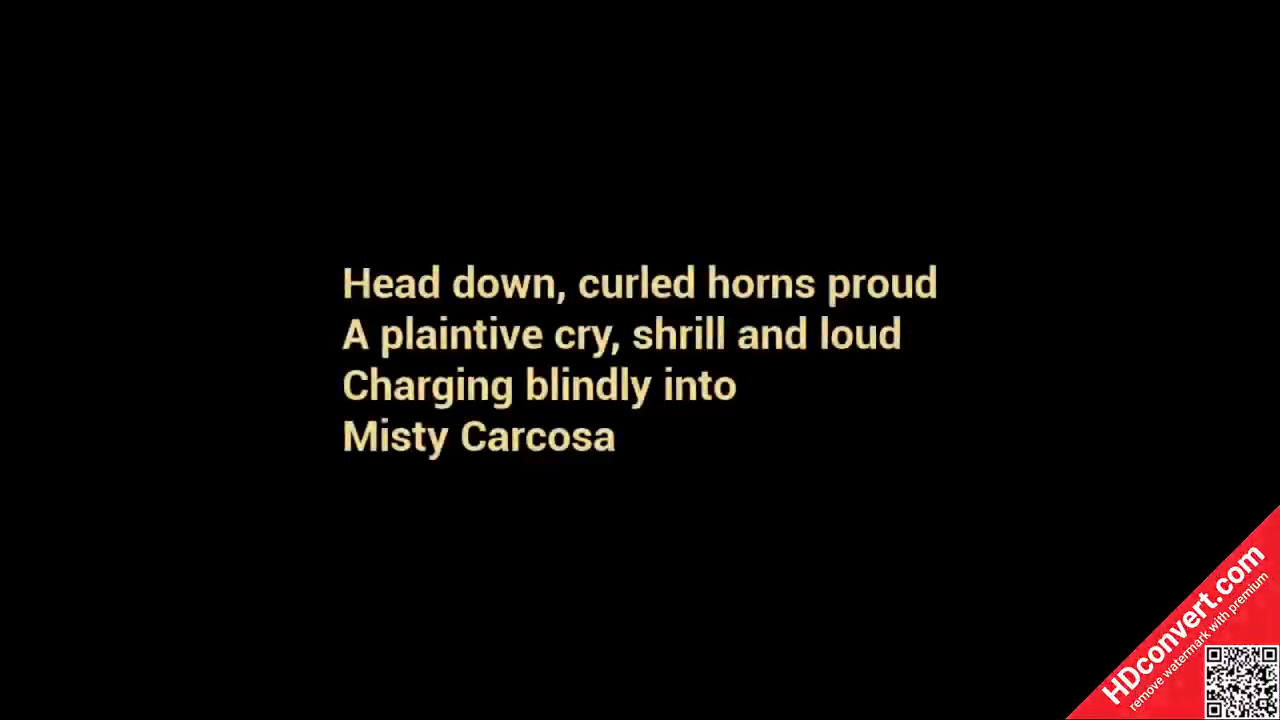 Head down, curled horns proud
A plaintive cry, shrill and loud
Charging blindly into
Misty Carcosa
HDconvert.com
remove watermark with premium